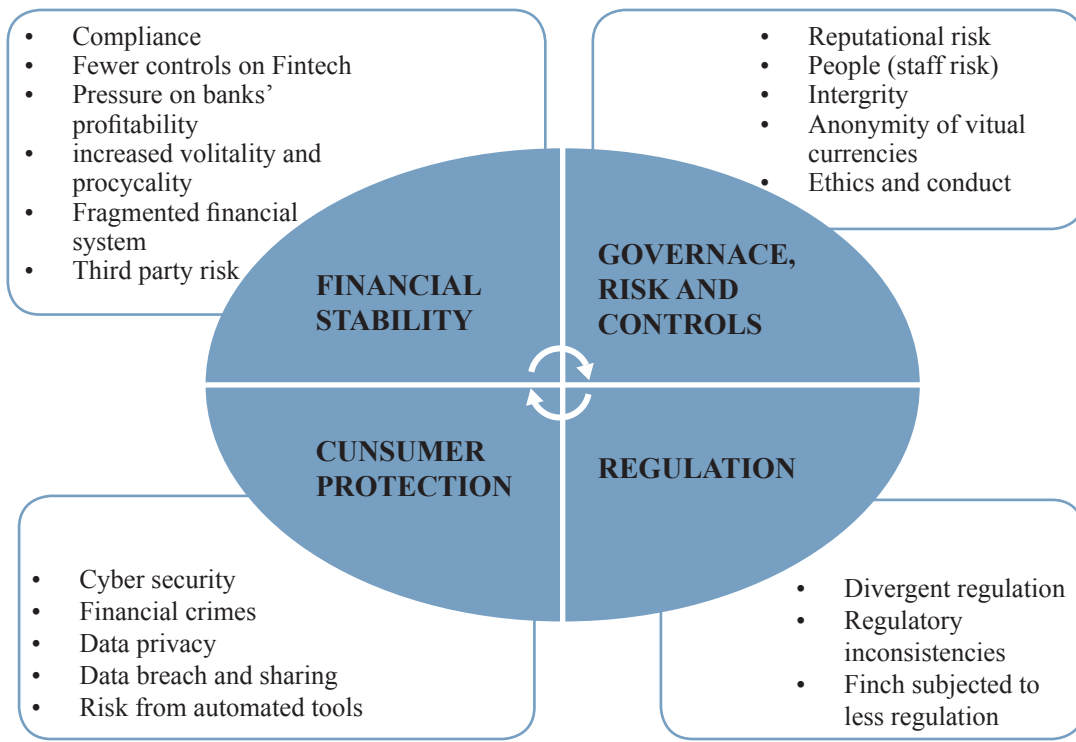 • Compliance
• Fewer controls on Fintech
• Pressure on banks’
profitability
• increased volitality and
procycality
• Fragmented financial
system
• Third party risk
• Reputational risk
• People (staff risk)
• Intergrity
• Anonymity of vitual
currencies
• Ethics and conduct
FINANCIAL
STABILITY
GOVERNACE,
RISK AND
CONTROLS
CUNSUMER
PROTECTION
REGULATION
• Cyber security
• Financial crimes
• Data privacy
• Data breach and sharing
• Risk from automated tools
• Divergent regulation
• Regulatory
inconsistencies
• Finch subjected to
less regulation